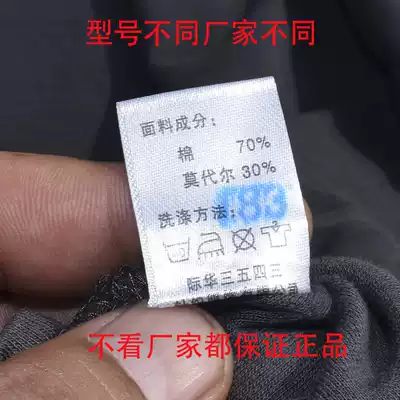 型号不同厂家不同
面料成分:
棉 70%
莫代尔 30%
183
洗涤方法:
际华三五四三
公司
不看厂家都保证正品